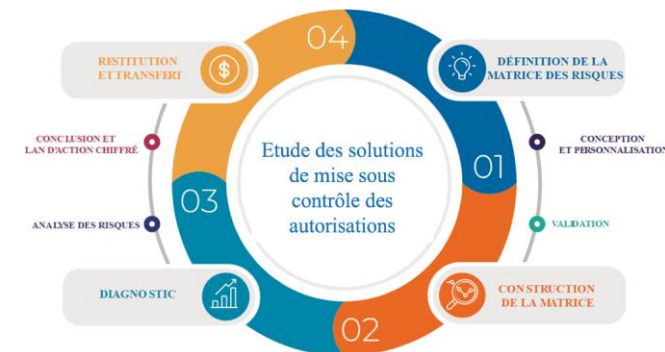 04
RESTITUTION
ET TRANSFERT
DÉFINITION DE LA
MATRICE DES RISQUES
CONCLUSION ET
LAN D'ACTION CHIFFRÉ
Etude des solutions
de mise sous
contrôle des
autorisations
01
CONCEPTION
ET PERSONNALISATION
03
ANALYSE DES RISQUES
VALIDATION
DIAGNOSTIC
CONSTRUCTION
DE LA MATRICE
02